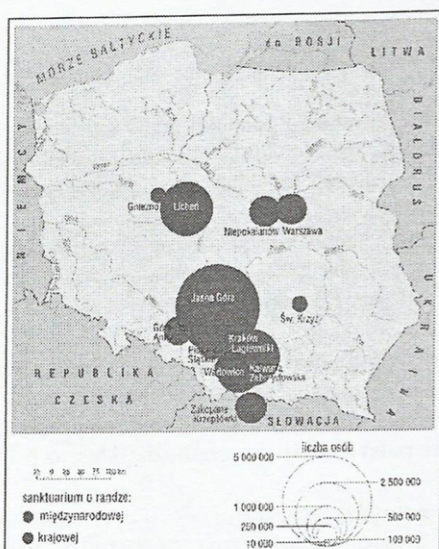 MORZE BAŁTYCKIE
do ROSJI
LITWA
BIAŁORUŚ
NIEMCY
Gniezno
Licheń
Niepokalanów Warszawa
Jasna Góra
Św. Krzyż
Kraków
-Łagiewniki
Wadowice
Kalwaria
Zebrzydowska
UKRAINA
REPUBLIKA
CZESKA
Zakopane
-Krzeptówki
SŁOWACJA
liczba osób
5 000 000
2 500 000
1 000 000
500 000
250 000
100 000
10 000
sanktuarium o randze:
międzynarodowej
krajowej